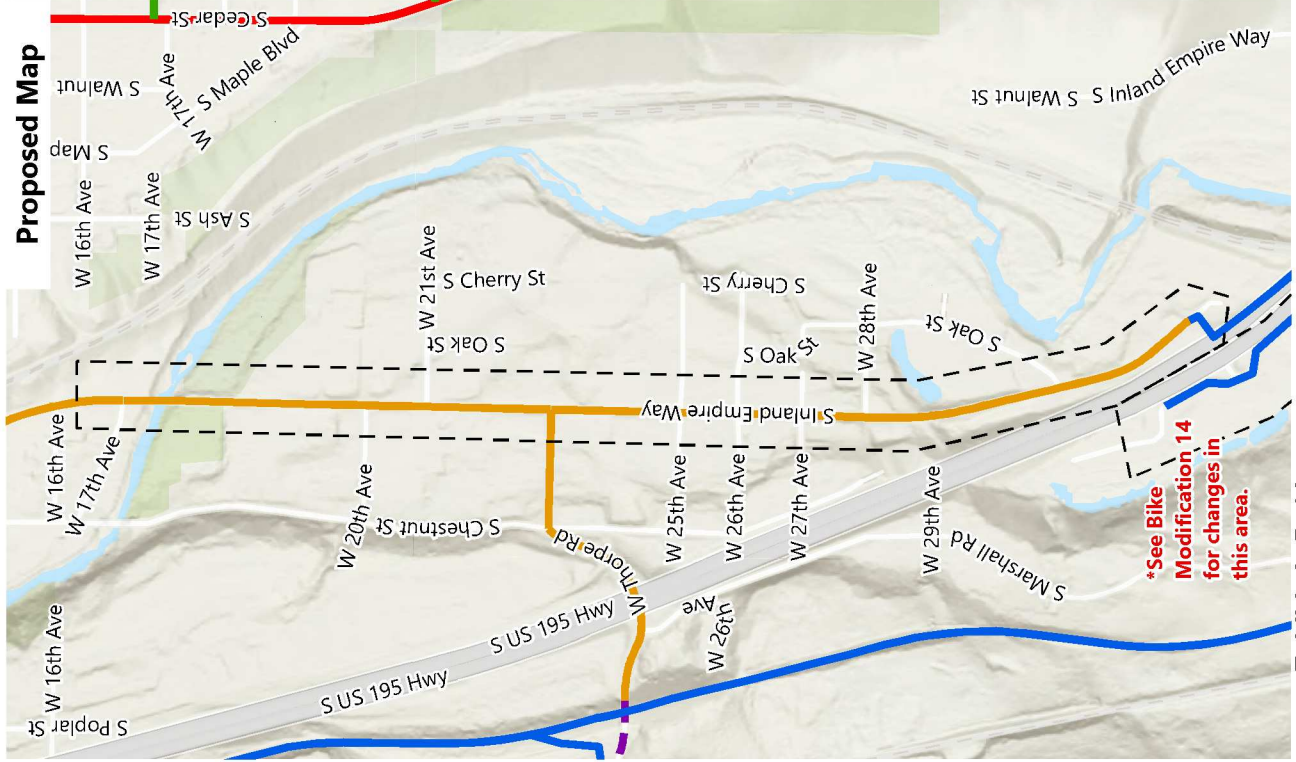 Proposed Map
S Cedar St
S Walnut St
W 17th Ave
S Maple Blvd
S Map
W 16th Ave
W 17th Ave
S Ash St
S Walnut St
S Inland Empire Way
W 21st Ave
S Cherry St
S Cherry St
W 28th Ave
S Oak St
S Oak St
S Oak St
S Inland Empire Way
W 16th Ave
W 17th Ave
W 20th Ave
S Chestnut St
W Thorpe Rd
W 25th Ave
W 26th Ave
W 27th Ave
W 29th Ave
S Marshall Rd
*See Bike
Modification 14
for changes in
this area.
W 16th Ave
S US 195 Hwy
W 26th
Ave
S US 195 Hwy
S Poplar St